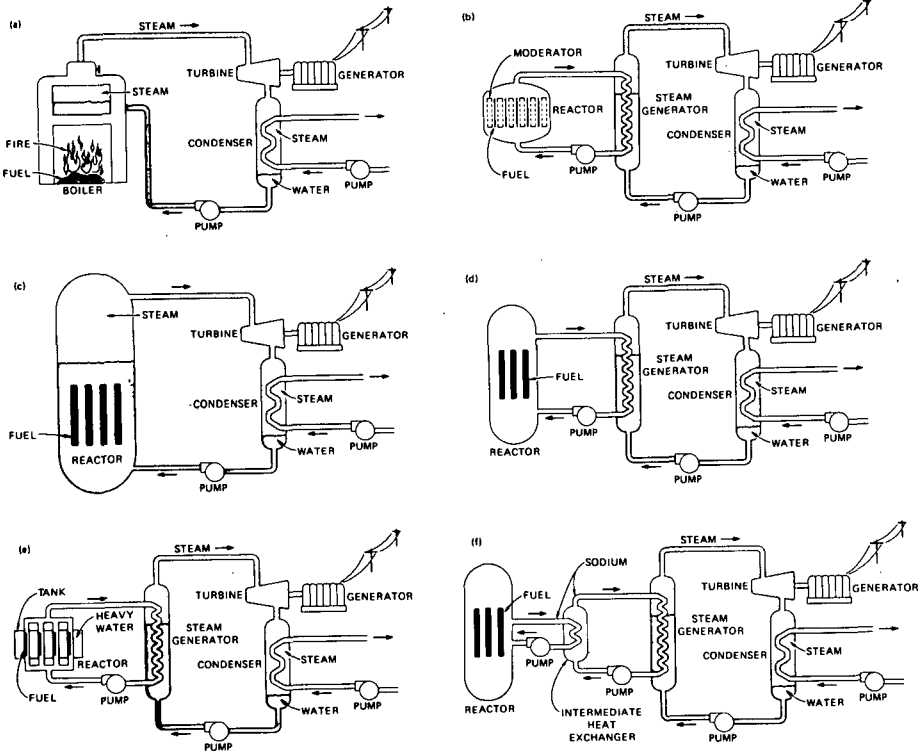 (a)
STEAM
STEAM
TURBINE
GENERATOR
CONDENSER
STEAM
FIRE
FUEL
BOILER
WATER
PUMP
PUMP
(b)
STEAM
MODERATOR
TURBINE
GENERATOR
REACTOR
STEAM
GENERATOR
CONDENSER
STEAM
FUEL
PUMP
WATER
PUMP
PUMP
(c)
STEAM
TURBINE
GENERATOR
CONDENSER
STEAM
FUEL
REACTOR
WATER
PUMP
PUMP
(d)
STEAM
TURBINE
GENERATOR
FUEL
STEAM
GENERATOR
CONDENSER
STEAM
REACTOR
PUMP
WATER
PUMP
PUMP
(e)
STEAM
TANK
TURBINE
GENERATOR
HEAVY
WATER
STEAM
GENERATOR
REACTOR
CONDENSER
STEAM
FUEL
PUMP
WATER
PUMP
PUMP
(f)
STEAM
SODIUM
FUEL
TURBINE
GENERATOR
STEAM
GENERATOR
CONDENSER
STEAM
PUMP
PUMP
REACTOR
INTERMEDIATE
HEAT
EXCHANGER
WATER
PUMP
PUMP